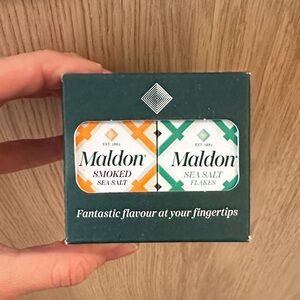 EST. 1882
Maldon
SMOKED
SEA SALT
EST. 1882
Maldon
SEA SALT
FLAKES
Fantastic flavour at your fingertips